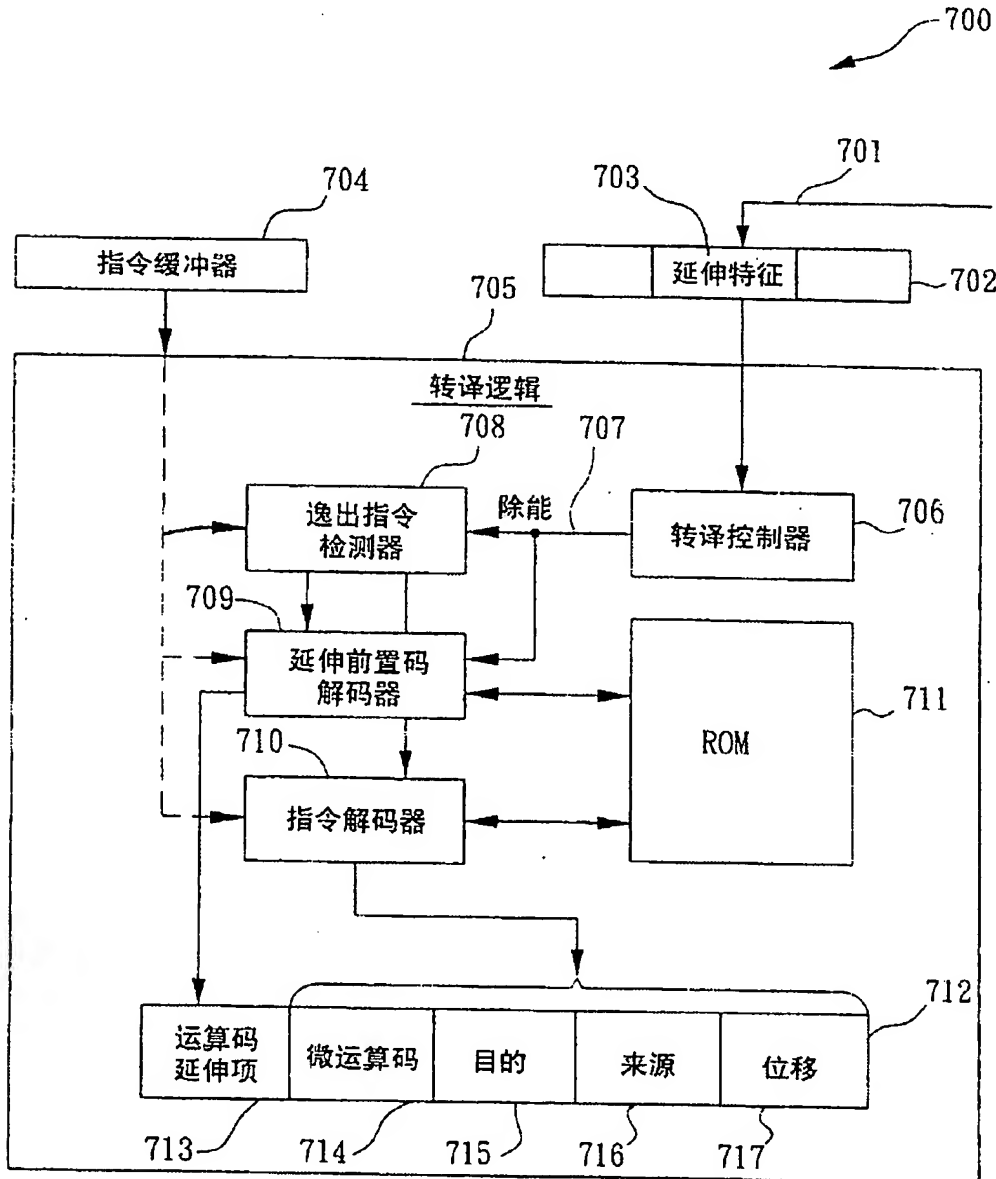 700
701
703
704
指令缓冲器
延伸特征
702
705
转译逻辑
708
707
逸出指令
检测器
除能
转译控制器
706
709
延伸前置码
解码器
711
ROM
710
指令解码器
712
运算码
延伸项
微运算码
目的
来源
位移
713
714
715
716
717